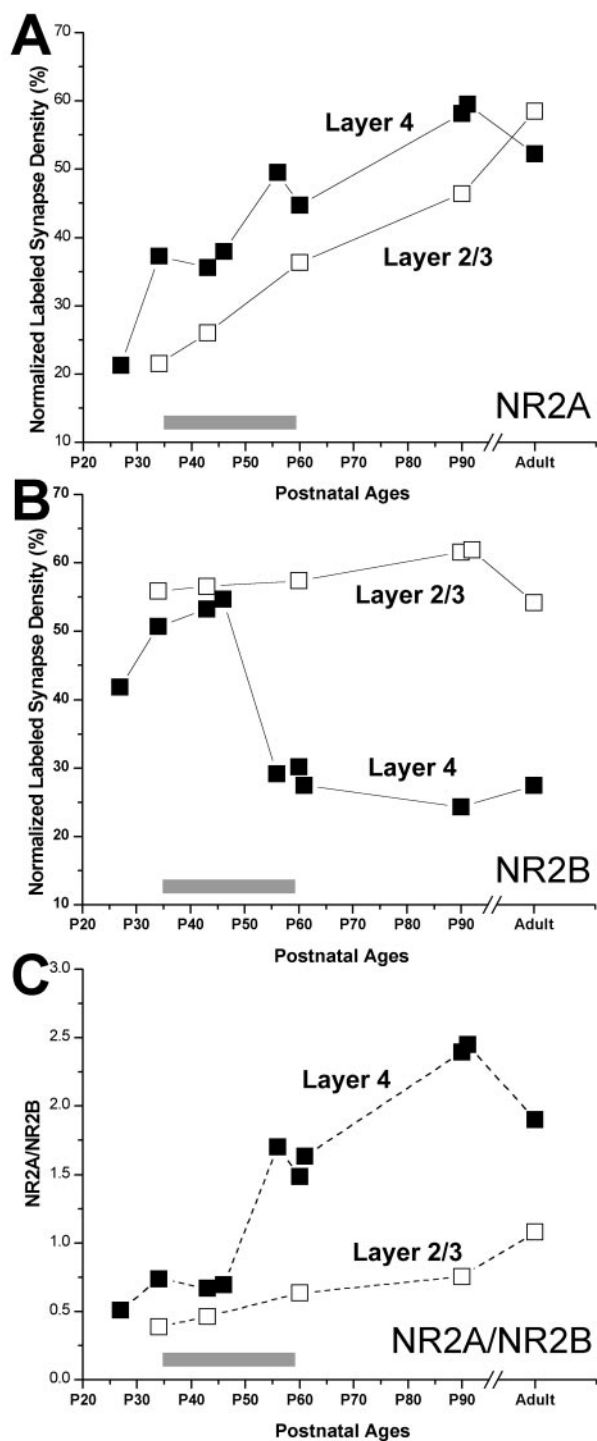 A
Normalized Labeled Synapse Density (%)
70
60
50
40
30
20
10
Layer 4
Layer 2/3
NR2A
P20 P30 P40 P50 P60 P70 P80 P90 Adult
Postnatal Ages
B
Normalized Labeled Synapse Density (%)
70
60
50
40
30
20
10
Layer 2/3
Layer 4
NR2B
P20 P30 P40 P50 P60 P70 P80 P90 Adult
Postnatal Ages
C
NR2A/NR2B
3.0
2.5
2.0
1.5
1.0
0.5
0.0
Layer 4
Layer 2/3
NR2A/NR2B
P20 P30 P40 P50 P60 P70 P80 P90 Adult
Postnatal Ages